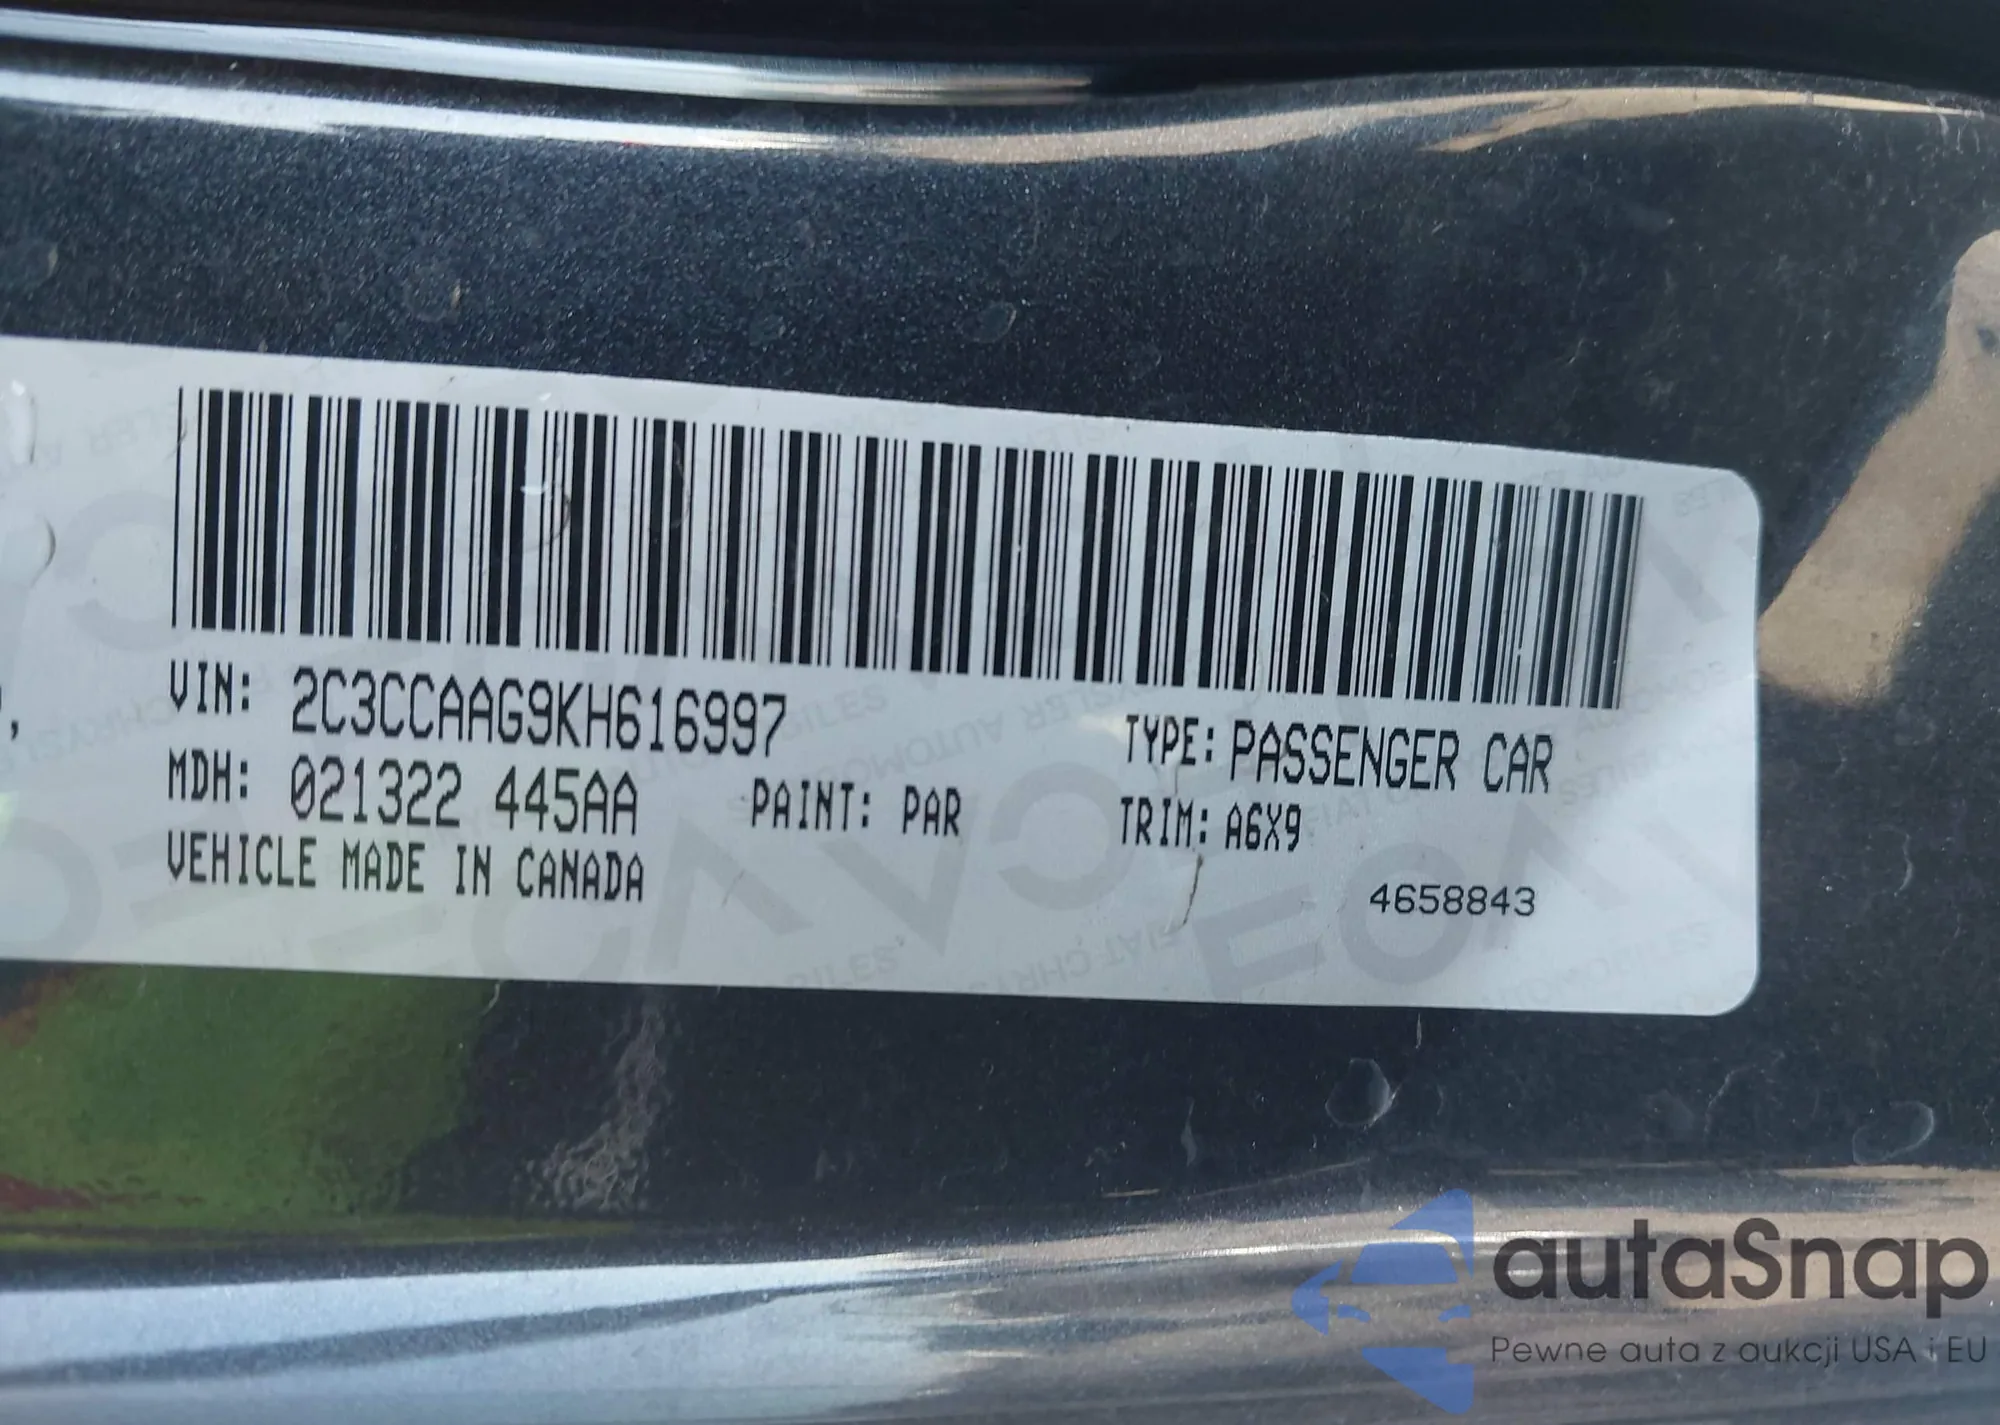 VIN: 2C3CCAAG9KH616997
TYPE: PASSENGER CAR
MDH: 021322 445AA
PAINT: PAR
TRIM: A6X9
VEHICLE MADE IN CANADA
4658843
autaSnap
Pewne auta z aukcji USA i EU